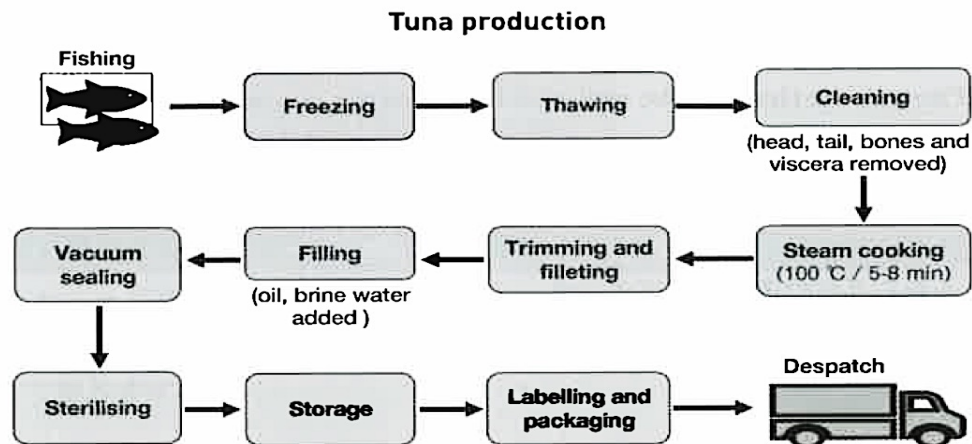 Tuna production
Fishing
Freezing
Thawing
Cleaning
(head, tail, bones and
viscera removed)
Steam cooking
(100 ℃ / 5-8 min)
Trimming and
filleting
Filling
(oil, brine water
added )
Vacuum
sealing
Sterilising
Storage
Labelling and
packaging
Despatch